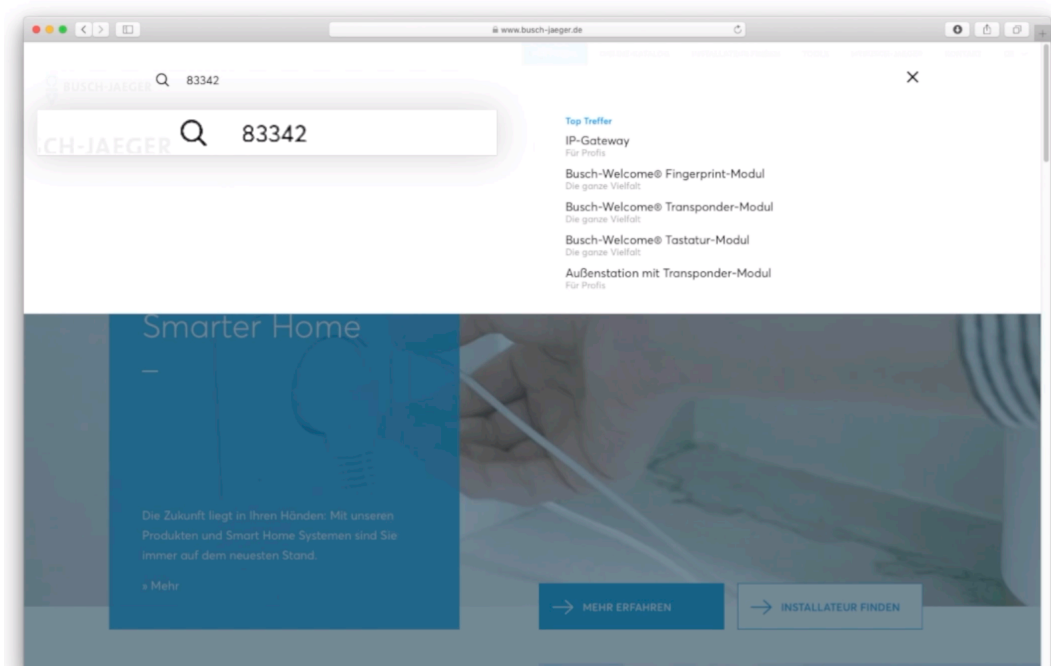 www.busch-jaeger.de
BUSCH-JAEGER
83342
CH-JAEGER
83342
Top Treffer
IP-Gateway
Für Profis
Busch-Welcome® Fingerprint-Modul
Die ganze Vielfalt
Busch-Welcome® Transponder-Modul
Die ganze Vielfalt
Busch-Welcome® Tastatur-Modul
Die ganze Vielfalt
Außenstation mit Transponder-Modul
Für Profis
Smarter Home
Die Zukunft liegt in Ihren Händen: Mit unseren
Produkten und Smart Home Systemen sind Sie
immer auf dem neuesten Stand.
» Mehr
MEHR ERFAHREN
INSTALLATEUR FINDEN